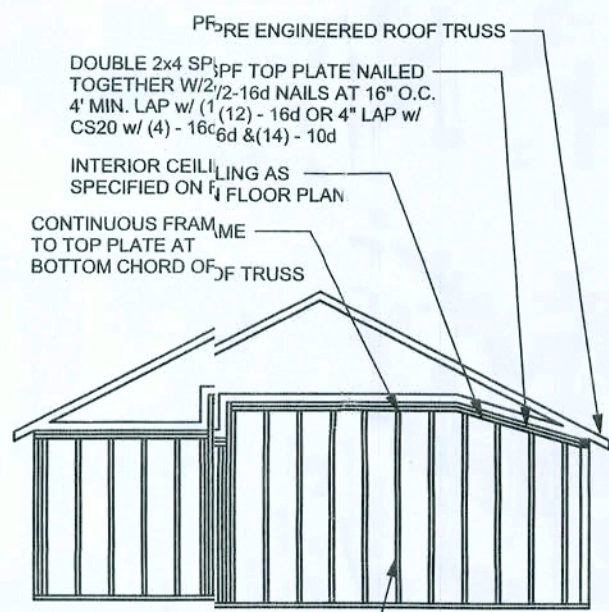 PRE ENGINEERED ROOF TRUSS
DOUBLE 2x4 SPF TOP PLATE NAILED
TOGETHER W/2-16d NAILS AT 16" O.C.
4' MIN. LAP w/ (12) - 16d OR 4" LAP w/
CS20 w/ (4) - 16d &(14) - 10d
INTERIOR CEILING AS
SPECIFIED ON FLOOR PLAN
CONTINUOUS FRAME
TO TOP PLATE AT
BOTTOM CHORD OF TRUSS